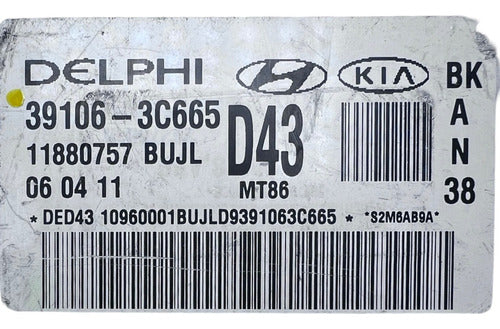 DELPHI KIA BK
39106-3C665 D43 A
11880757 BUJL N
06 04 11 MT86 38
*DED43 10960001BUJLD9391063C665* *S2M6AB9A*